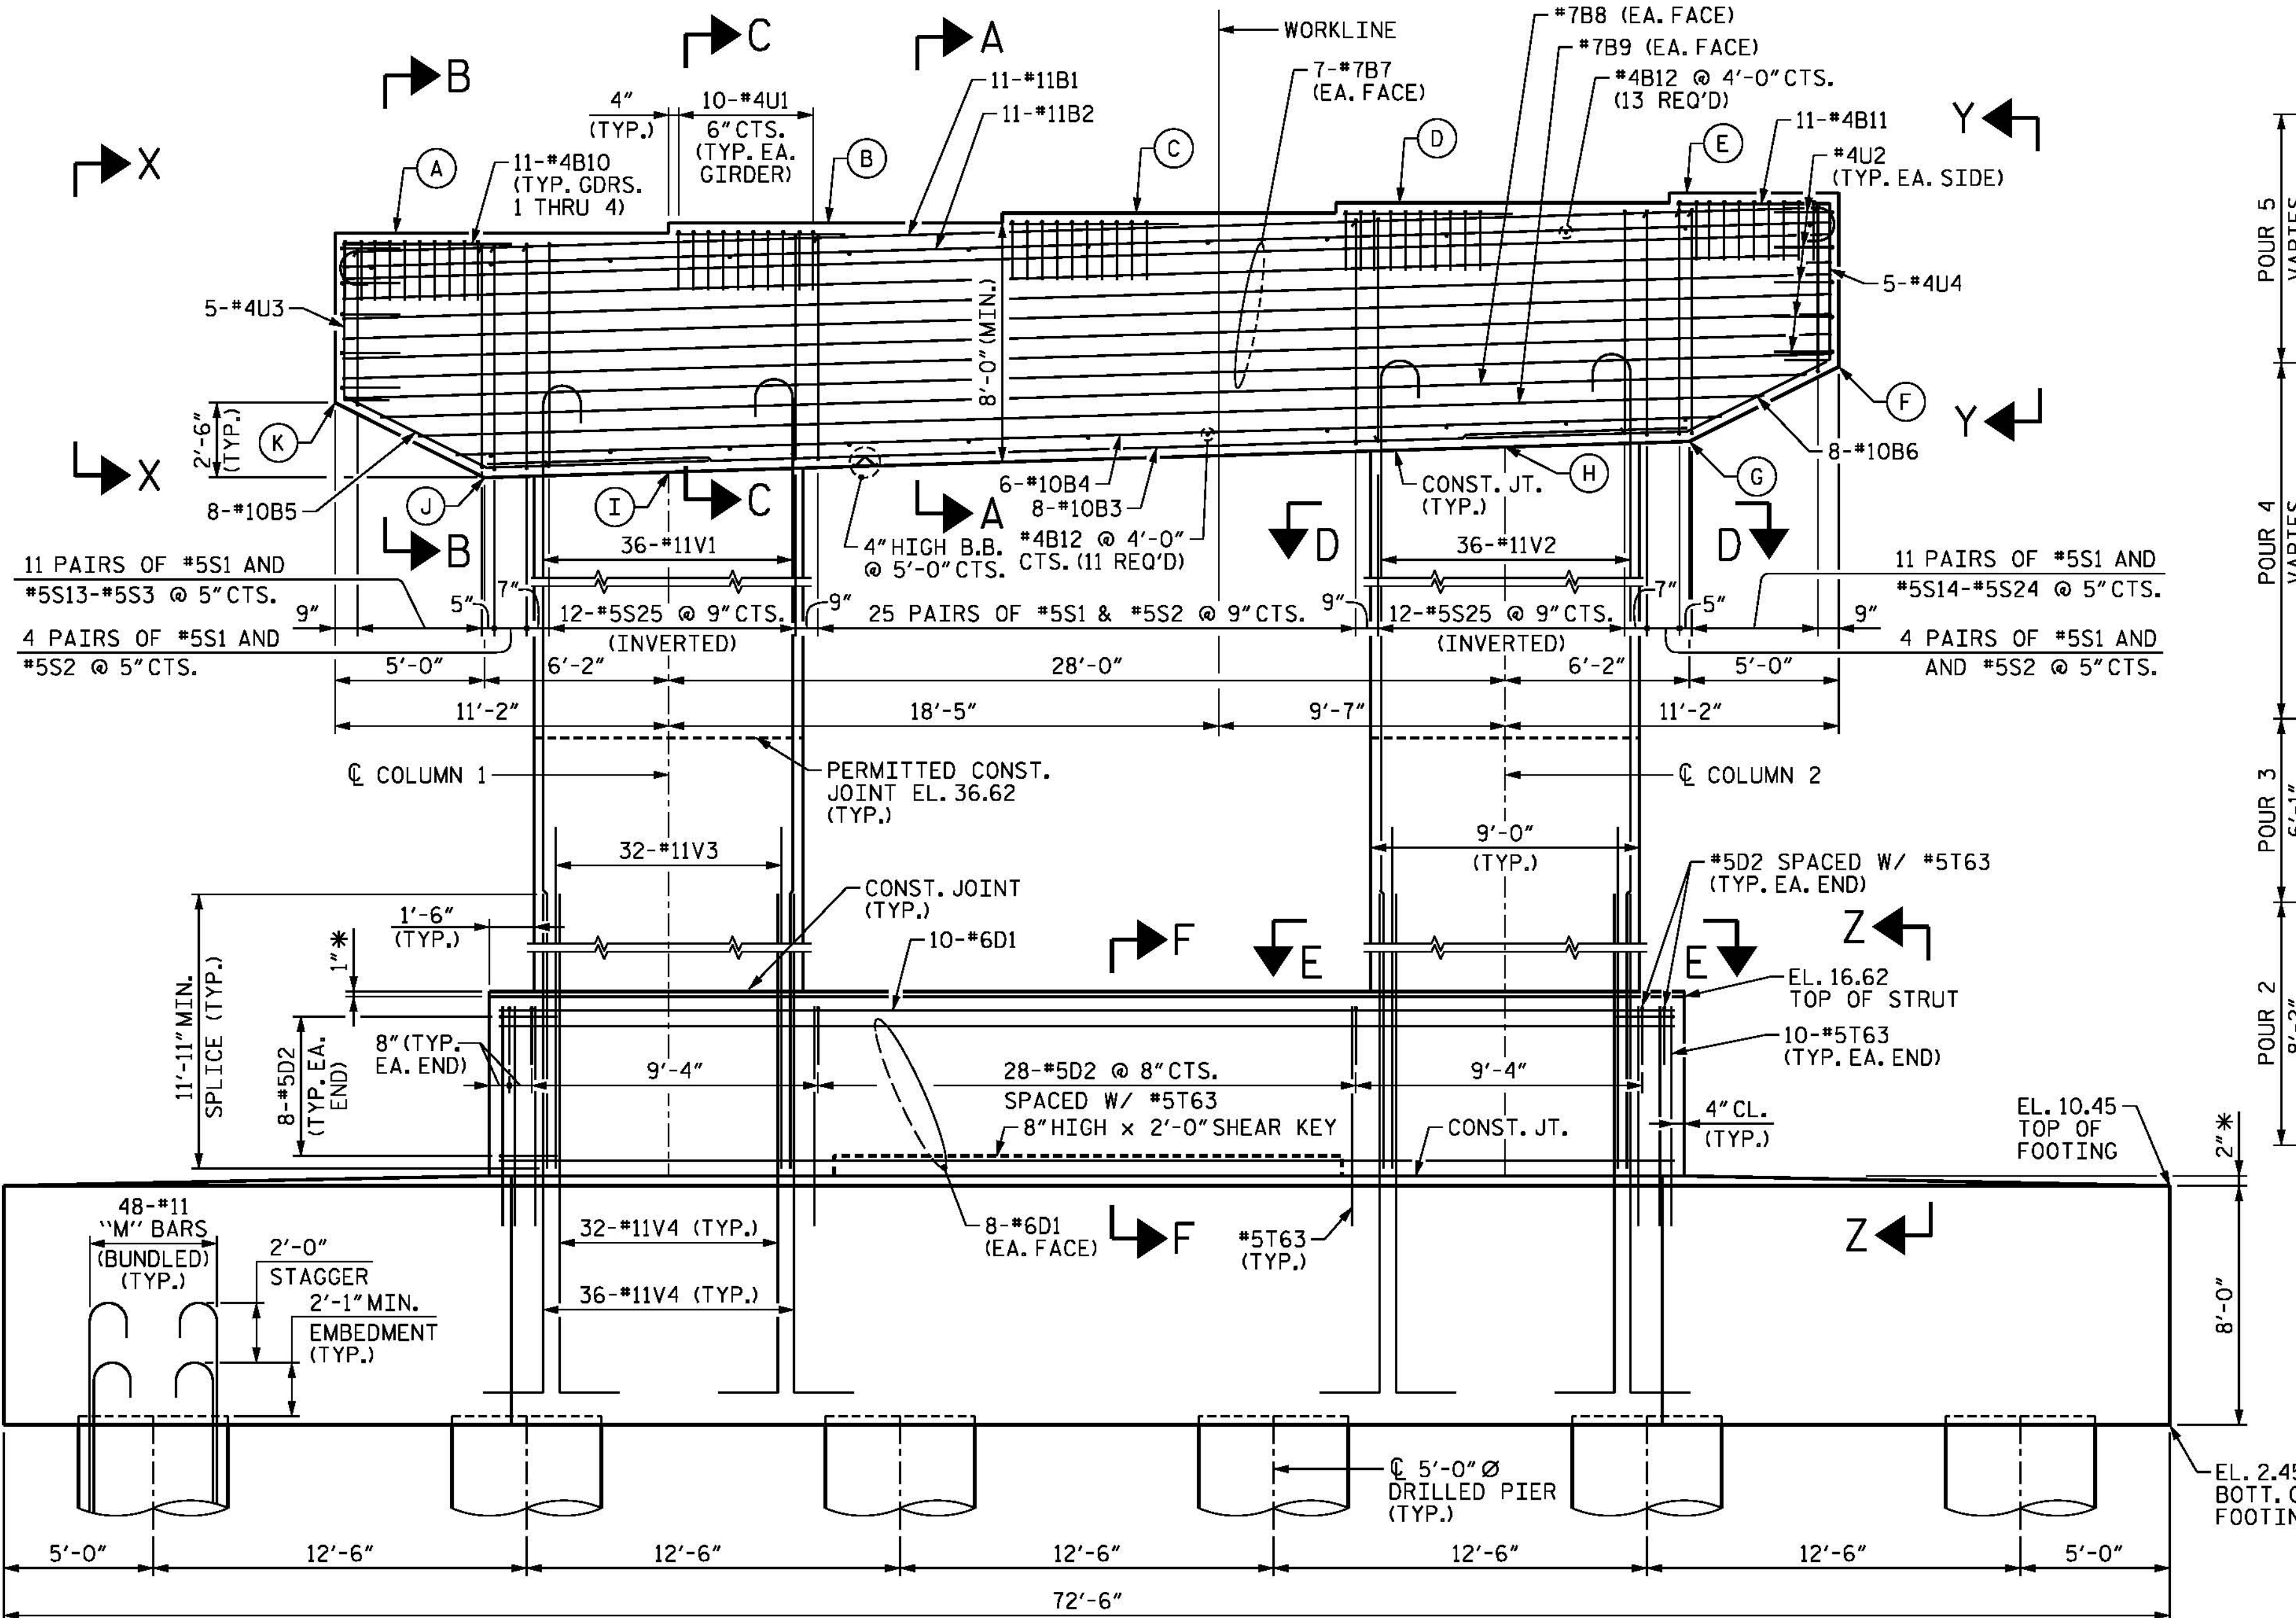 C
A
WORKLINE
#7B8 (EA. FACE)
#7B9 (EA. FACE)
B
4" (TYP.)
10-#4U1
6" CTS.
(TYP. EA.
GIRDER)
11-#11B1
11-#11B2
7-#7B7
(EA. FACE)
#4B12 @ 4'-0" CTS.
(13 REQ'D)
Y
11-#4B11
#4U2
(TYP. EA. SIDE)
X
A
11-#4B10
(TYP. GDRS.
1 THRU 4)
B
C
D
E
POUR 5
VARIES
5-#4U3
8'-0" (MIN.)
5-#4U4
2'-6"
(TYP.)
K
F
Y
X
8-#10B5
J
I
C
A
6-#10B4
8-#10B3
CONST. JT.
(TYP.)
H
G
8-#10B6
B
36-#11V1
4" HIGH B.B.
@ 5'-0" CTS.
#4B12 @ 4'-0"
CTS. (11 REQ'D)
D
36-#11V2
D
POUR 4
VARIES
11 PAIRS OF #5S1 AND
#5S13-#5S3 @ 5" CTS.
4 PAIRS OF #5S1 AND
#5S2 @ 5" CTS.
9"
5"
7"
12-#5S25 @ 9" CTS.
(INVERTED)
9"
25 PAIRS OF #5S1 & #5S2 @ 9" CTS.
9"
12-#5S25 @ 9" CTS.
(INVERTED)
7"
5"
9"
11 PAIRS OF #5S1 AND
#5S14-#5S24 @ 5" CTS.
4 PAIRS OF #5S1 AND
AND #5S2 @ 5" CTS.
5'-0"
6'-2"
28'-0"
6'-2"
5'-0"
11'-2"
18'-5"
9'-7"
11'-2"
℄ COLUMN 1
PERMITTED CONST.
JOINT EL. 36.62
(TYP.)
℄ COLUMN 2
POUR 3
6'-1"
32-#11V3
9'-0"
(TYP.)
#5D2 SPACED W/ #5T63
(TYP. EA. END)
CONST. JOINT
(TYP.)
11'-11" MIN.
SPLICE (TYP.)
1'-6"
(TYP.)
1"*
10-#6D1
F
E
E
Z
EL. 16.62
TOP OF STRUT
8-#5D2
(TYP. EA.
END)
8" (TYP.
EA. END)
9'-4"
28-#5D2 @ 8" CTS.
SPACED W/ #5T63
9'-4"
10-#5T63
(TYP. EA. END)
POUR 2
8'-3"
8" HIGH x 2'-0" SHEAR KEY
CONST. JT.
4" CL.
(TYP.)
EL. 10.45
TOP OF
FOOTING
2"*
48-#11
"M" BARS
(BUNDLED)
(TYP.)
2'-0"
STAGGER
2'-1" MIN.
EMBEDMENT
(TYP.)
32-#11V4 (TYP.)
36-#11V4 (TYP.)
8-#6D1
(EA. FACE)
F
#5T63
(TYP.)
Z
8'-0"
℄ 5'-0" Ø
DRILLED PIER
(TYP.)
EL. 2.45
BOTT. O
FOOTIN
5'-0"
12'-6"
12'-6"
12'-6"
12'-6"
12'-6"
5'-0"
72'-6"